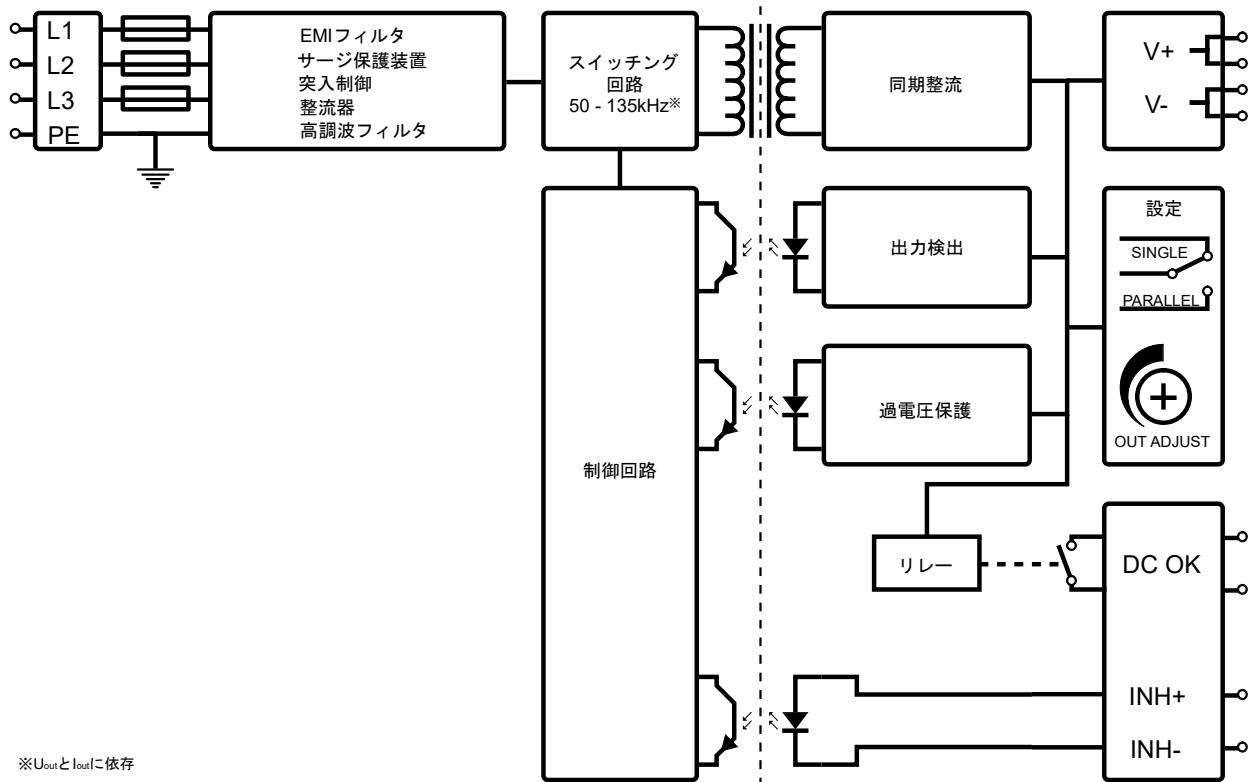 L1
L2
L3
PE
EMIフィルタ
サージ保護装置
突入制御
整流器
高調波フィルタ
スイッチング
回路
50 - 135kHz※
同期整流
V+
V-
出力検出
過電圧保護
設定
SINGLE
PARALLEL
OUT ADJUST
制御回路
リレー
DC OK
INH+
INH-
※UoutとIoutに依存